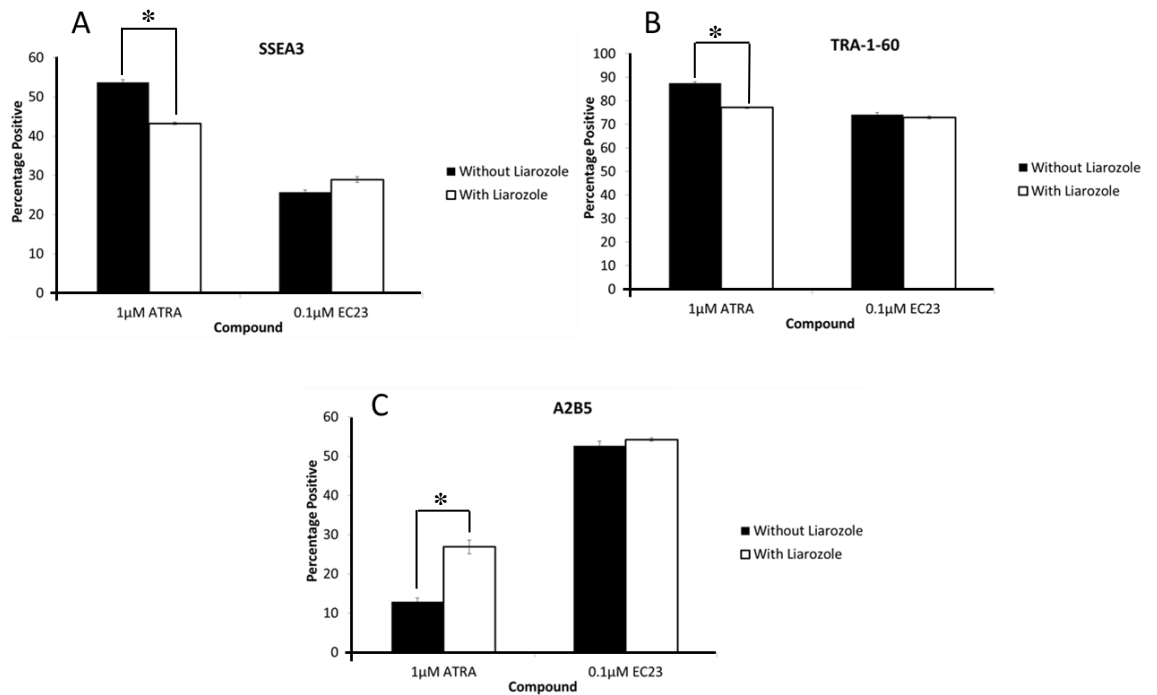 A
*
SSEA3
60
50
40
30
20
10
0
Percentage Positive
1µM ATRA
0.1µM EC23
Compound
Without Liarozole
With Liarozole
B
*
TRA-1-60
100
90
80
70
60
50
40
30
20
10
0
Percentage Positive
1µM ATRA
0.1µM EC23
Compound
Without Liarozole
With Liarozole
C
*
A2B5
60
50
40
30
20
10
0
Percentage Positive
1µM ATRA
0.1µM EC23
Compound
Without Liarozole
With Liarozole